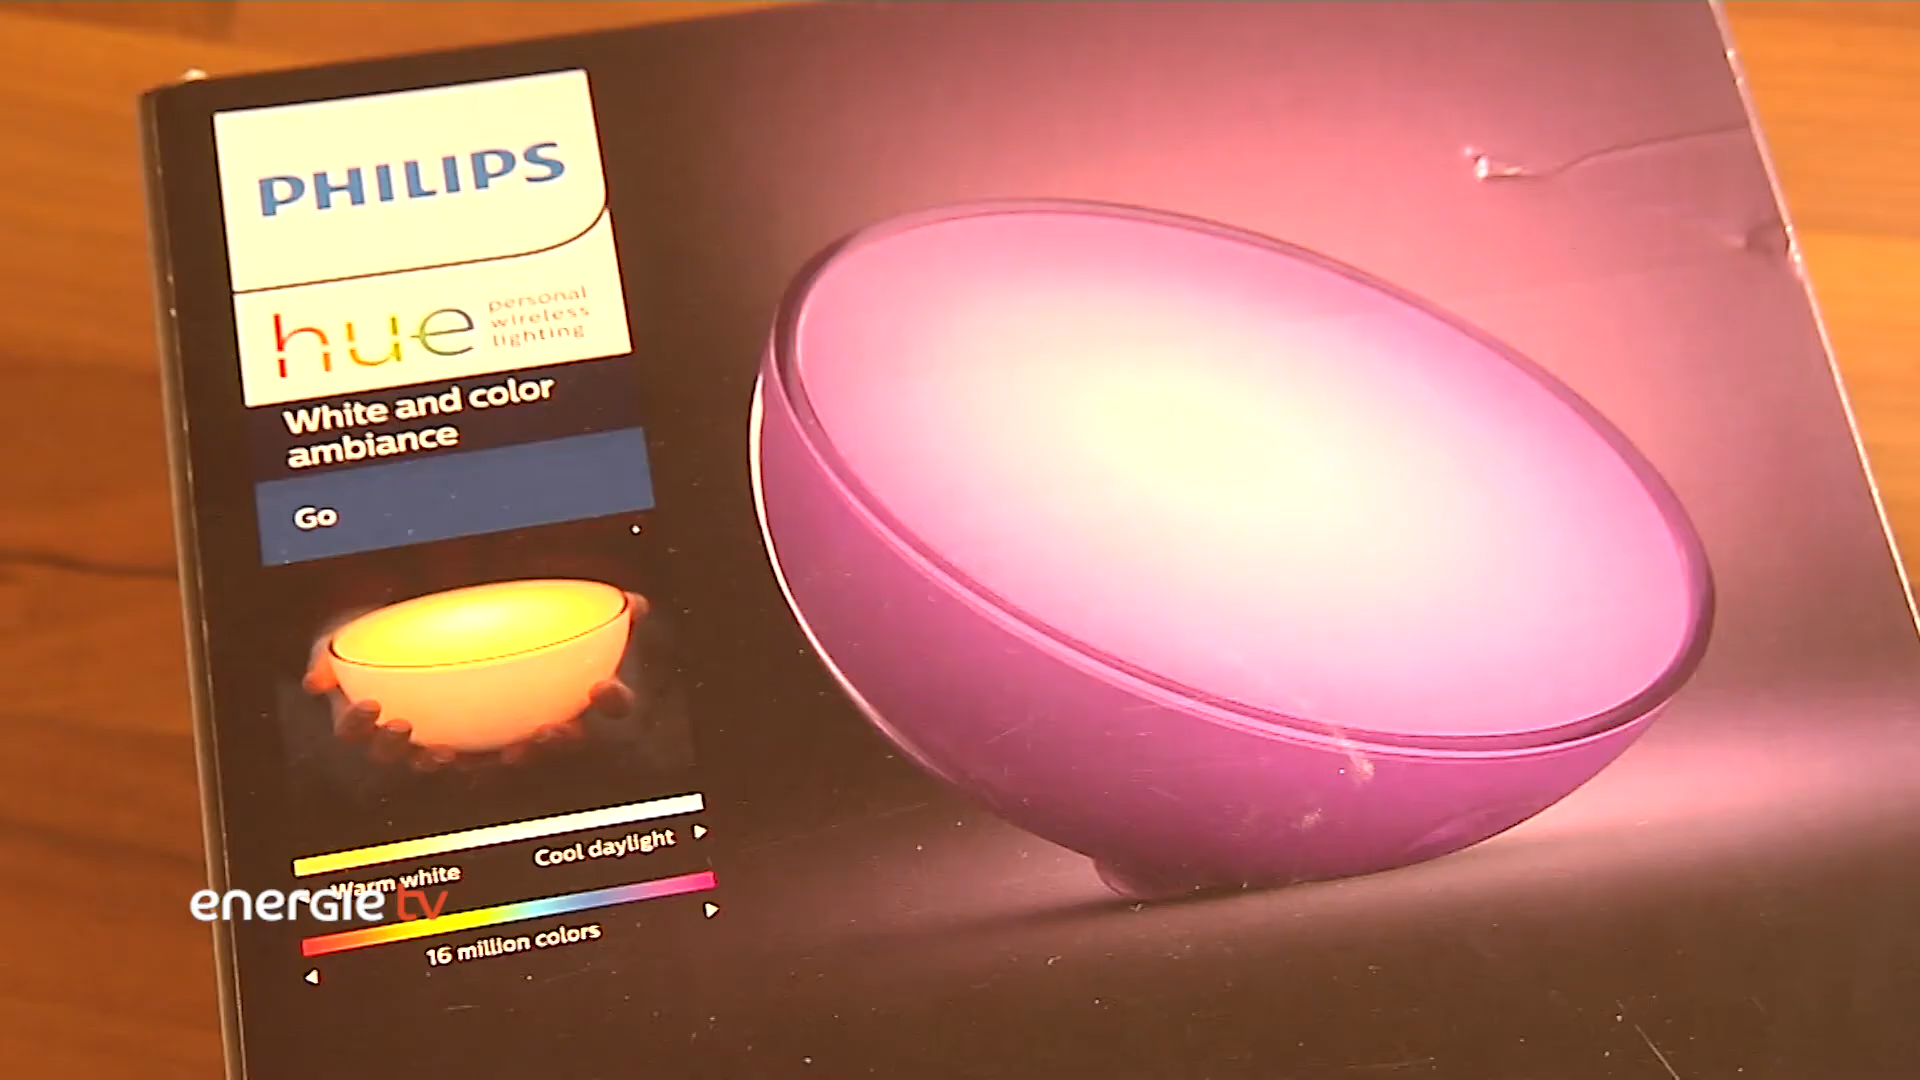 PHILIPS
hue
personal
wireless
lighting
White and color
ambiance
Go
Cool daylight
Warm white
energie tv
16 million colors